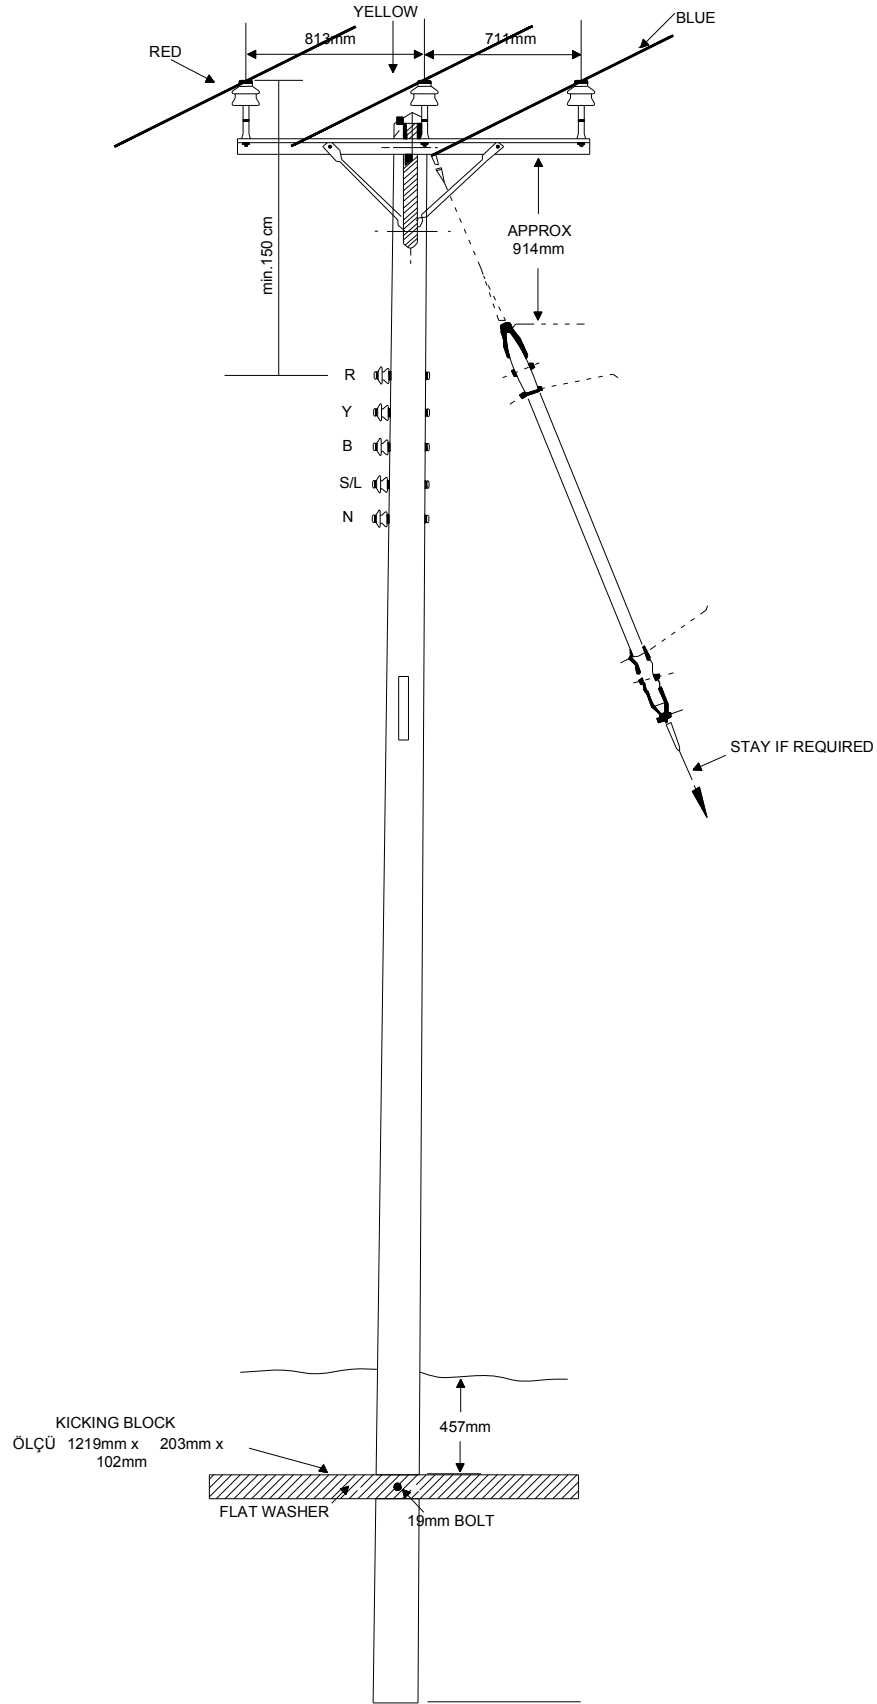 YELLOW
BLUE
813mm
711mm
RED
min.150 cm
APPROX
914mm
R
Y
B
S/L
N
STAY IF REQUIRED
KICKING BLOCK
ÖLÇÜ 1219mm x 203mm x
102mm
457mm
FLAT WASHER
19mm BOLT